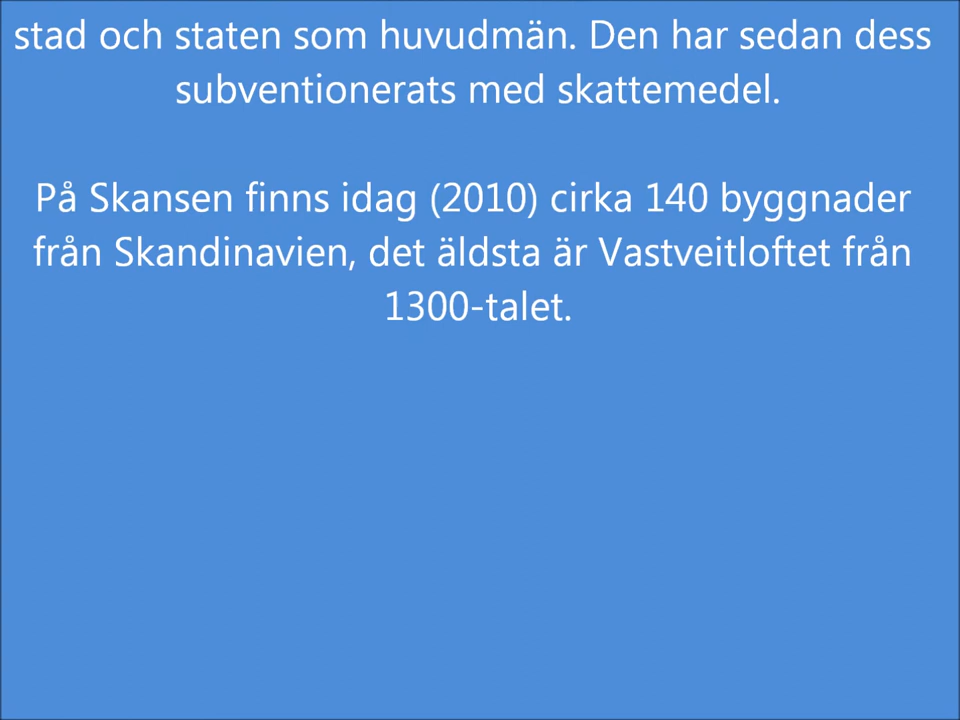 stad och staten som huvudmän. Den har sedan dess
subventionerats med skattemedel.
På Skansen finns idag (2010) cirka 140 byggnader
från Skandinavien, det äldsta är Vastveitloftet från
1300-talet.